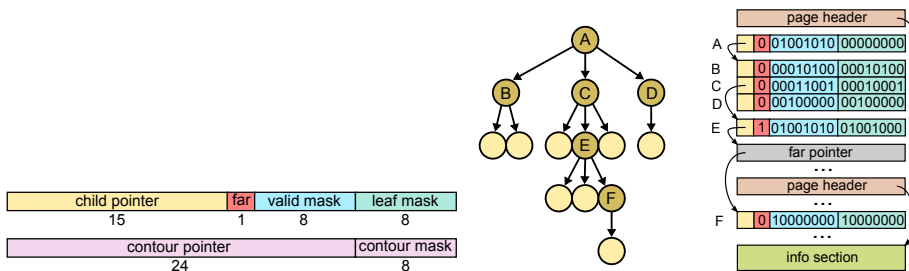 child pointer far valid mask leaf mask
15 1 8 8
contour pointer contour mask
24 8
A
B C D
E
F
page header
A 0 01001010 00000000
B 0 00010100 00010100
C 0 00011001 00010001
D 0 00100000 00100000
E 1 01001010 01001000
far pointer
...
page header
F 0 10000000 10000000
...
info section